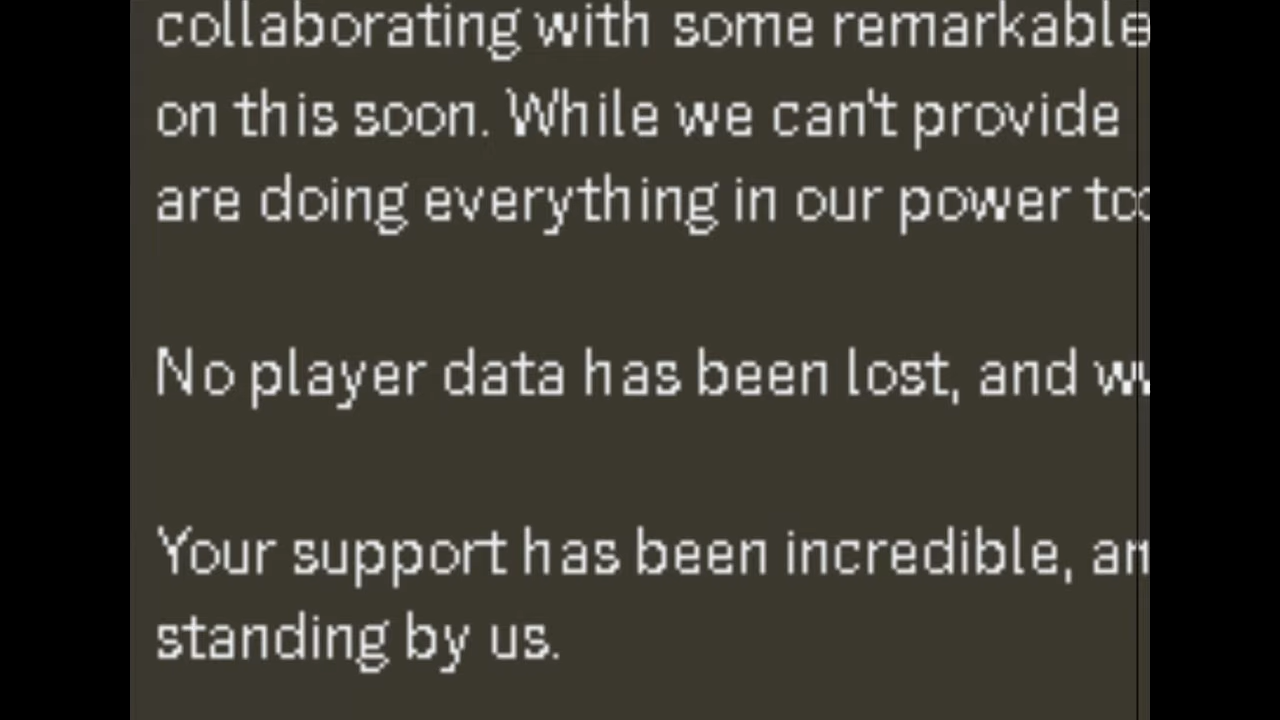 collaborating with some remarkable
on this soon. While we can't provide
are doing everything in our power to
No player data has been lost, and
Your support has been incredible,
standing by us.